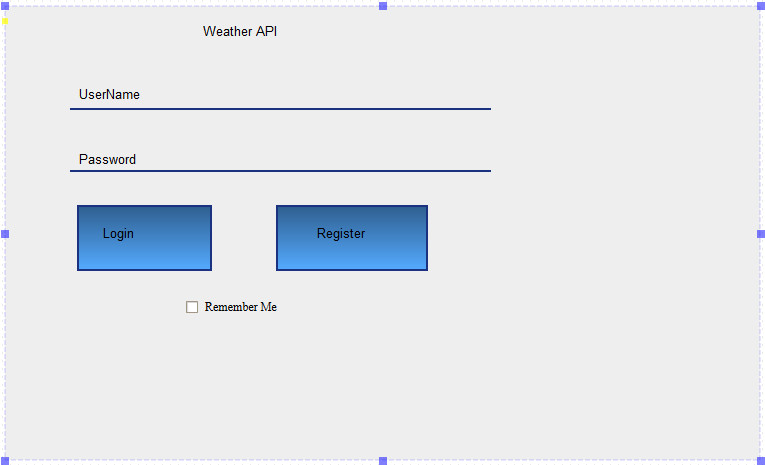 Weather API
UserName
Password
Login
Register
Remember Me